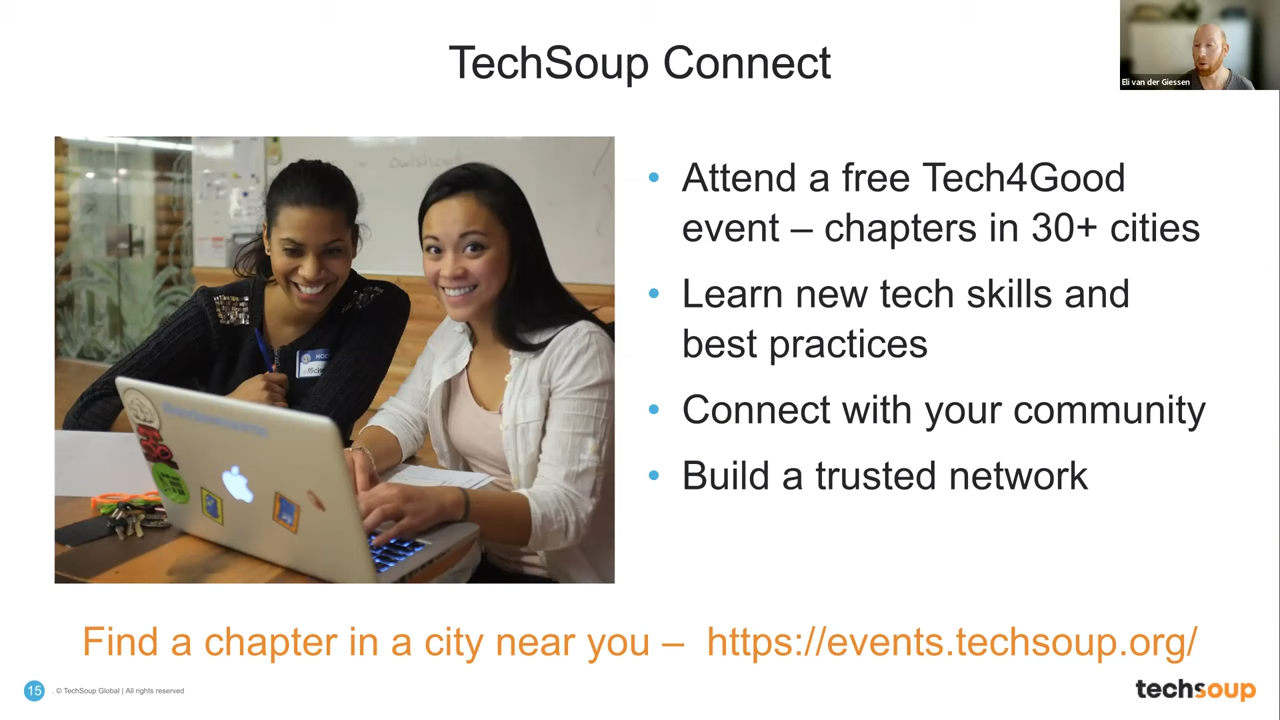 TechSoup Connect
Eli van der Giessen
• Attend a free Tech4Good
event – chapters in 30+ cities
• Learn new tech skills and
best practices
• Connect with your community
• Build a trusted network
Find a chapter in a city near you – https://events.techsoup.org/
15 . © TechSoup Global | All rights reserved
techsoup